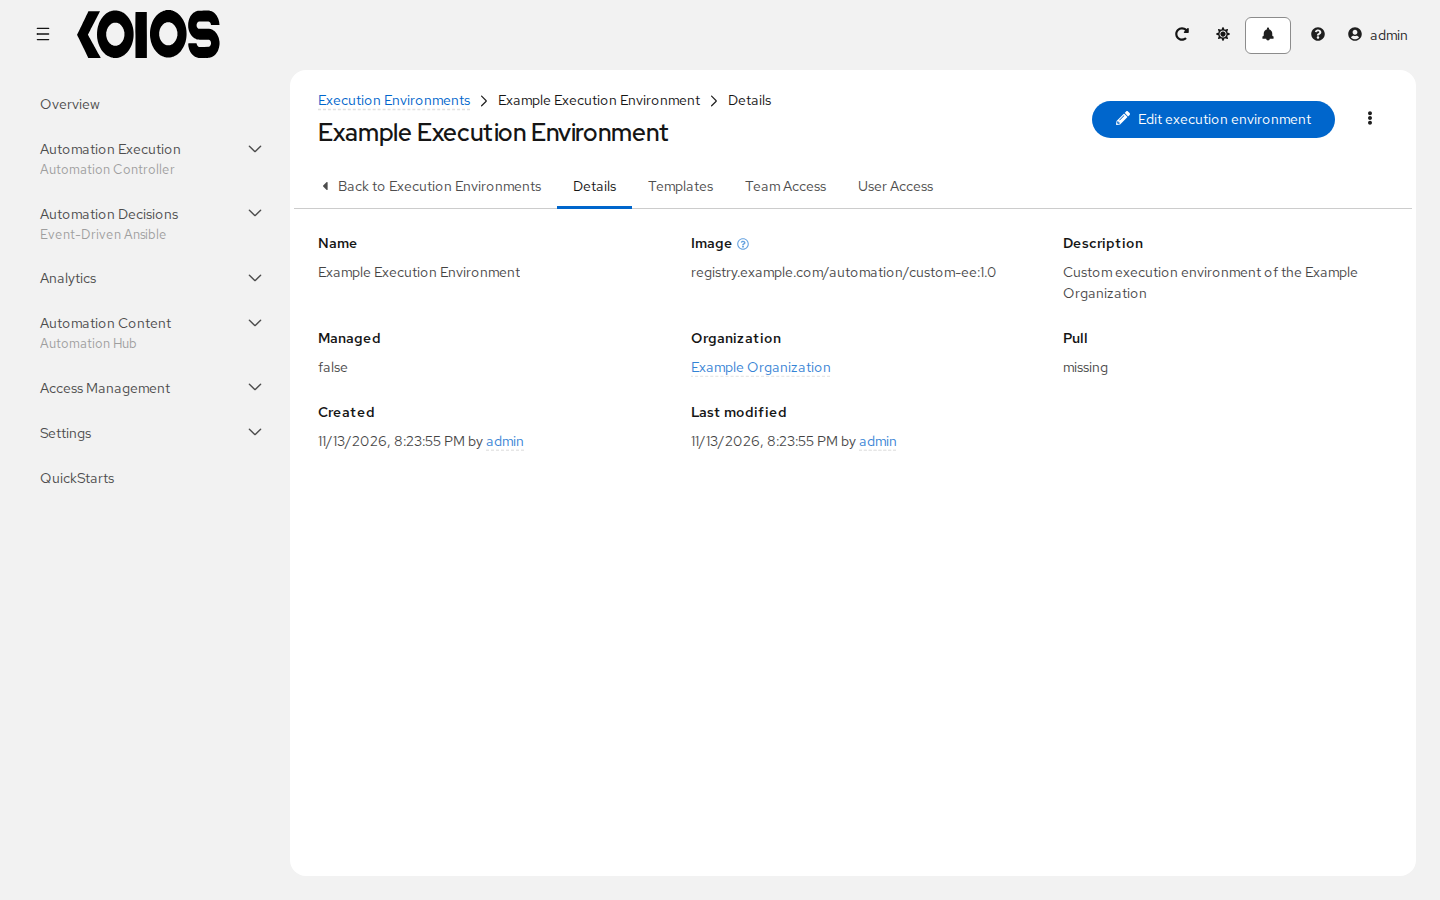 KOIOS
admin
Overview
Automation Execution
Automation Controller
Automation Decisions
Event-Driven Ansible
Analytics
Automation Content
Automation Hub
Access Management
Settings
QuickStarts
Execution Environments > Example Execution Environment > Details
Example Execution Environment
Edit execution environment
Back to Execution Environments Details Templates Team Access User Access
Name
Example Execution Environment
Image
registry.example.com/automation/custom-ee:1.0
Description
Custom execution environment of the Example
Organization
Managed
false
Organization
Example Organization
Pull
missing
Created
11/13/2026, 8:23:55 PM by admin
Last modified
11/13/2026, 8:23:55 PM by admin